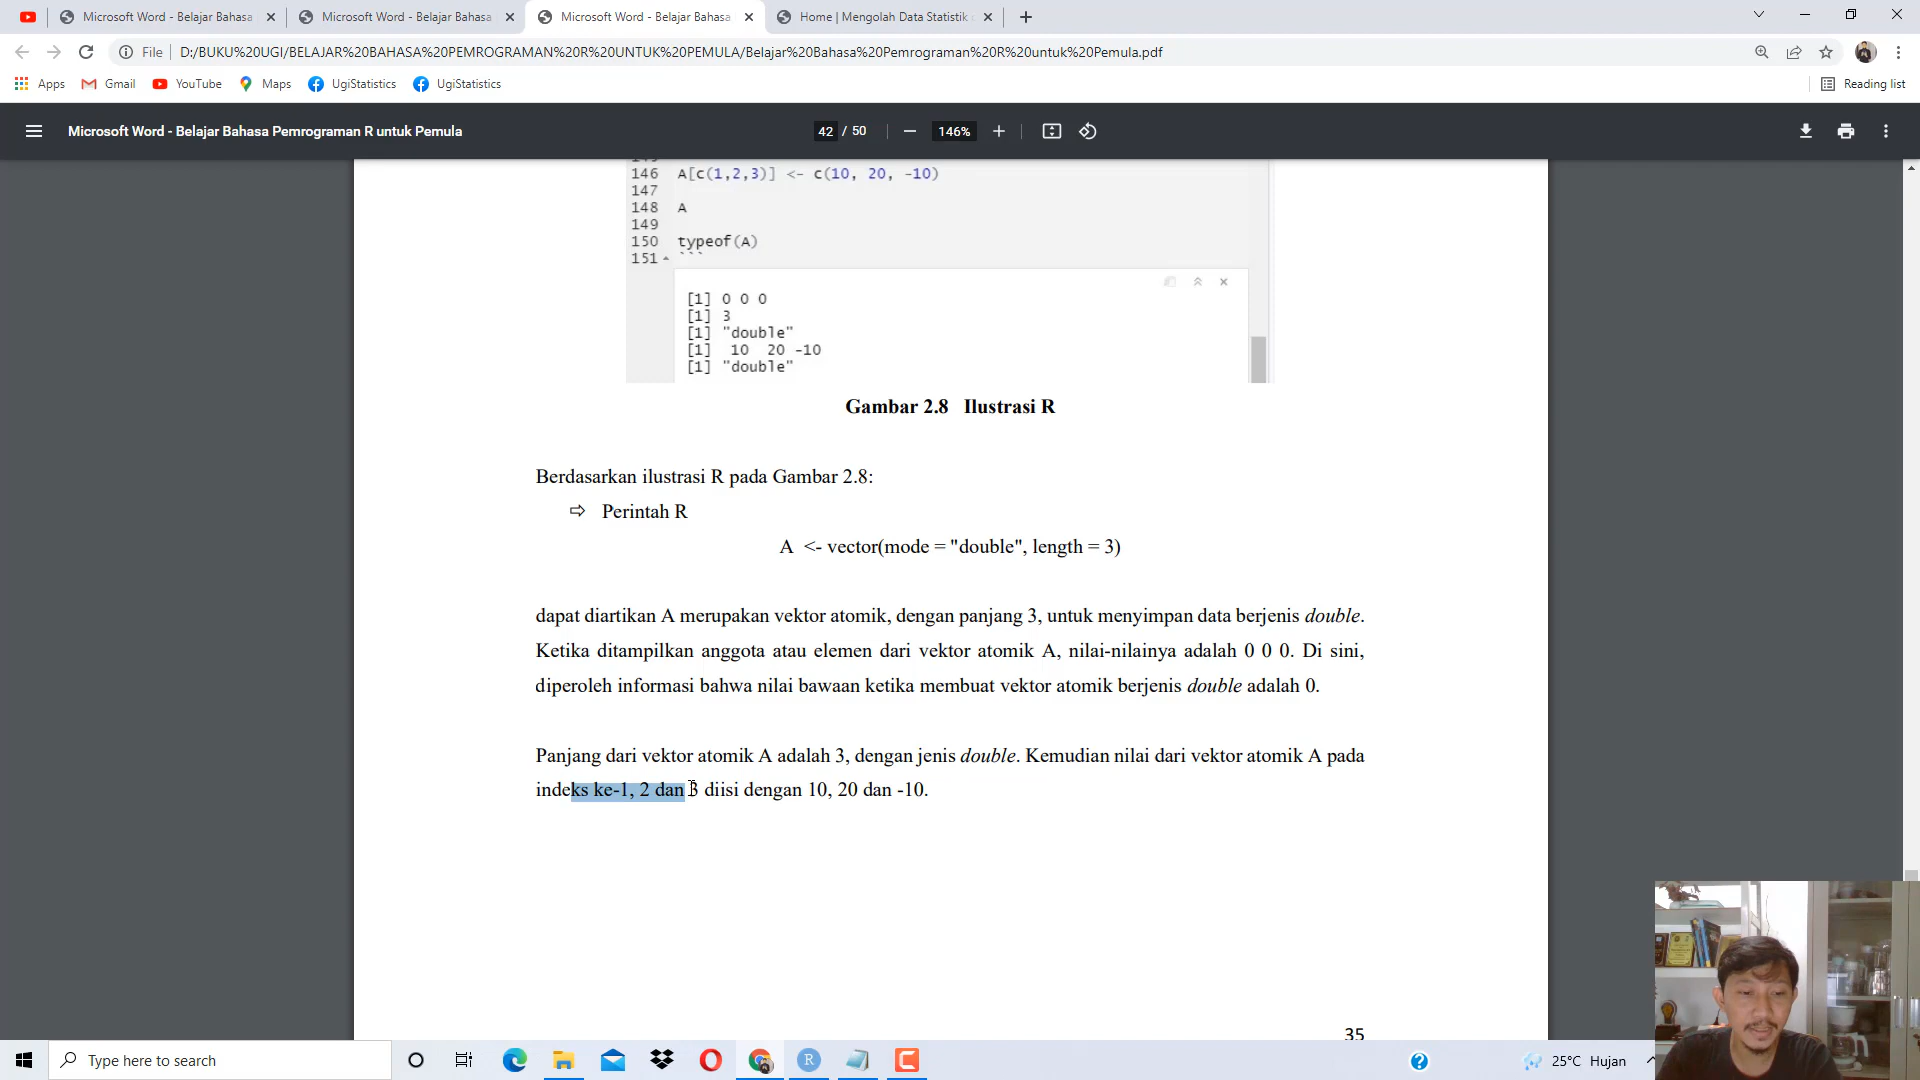 Microsoft Word - Belajar Bahasa
Microsoft Word - Belajar Bahasa
Microsoft Word - Belajar Bahasa
Home | Mengolah Data Statistik
File
D:/BUKU%20UGI/BELAJAR%20BAHASA%20PEMROGRAMAN%20R%20UNTUK%20PEMULA/Belajar%20Bahasa%20Pemrograman%20R%20untuk%20Pemula.pdf
Apps
Gmail
YouTube
Maps
UgiStatistics
UgiStatistics
Reading list
Microsoft Word - Belajar Bahasa Pemrograman R untuk Pemula
42 / 50
146%
146 A[c(1,2,3)] <- c(10, 20, -10)
147
148 A
149
150 typeof(A)
151 ```
[1] 0 0 0
[1] 3
[1] "double"
[1] 10 20 -10
[1] "double"
Gambar 2.8 Ilustrasi R
Berdasarkan ilustrasi R pada Gambar 2.8:
⇨ Perintah R
A <- vector(mode = "double", length = 3)
dapat diartikan A merupakan vektor atomik, dengan panjang 3, untuk menyimpan data berjenis double.
Ketika ditampilkan anggota atau elemen dari vektor atomik A, nilai-nilainya adalah 0 0 0. Di sini,
diperoleh informasi bahwa nilai bawaan ketika membuat vektor atomik berjenis double adalah 0.
Panjang dari vektor atomik A adalah 3, dengan jenis double. Kemudian nilai dari vektor atomik A pada
indeks ke-1, 2 dan 3 diisi dengan 10, 20 dan -10.
35
Type here to search
25°C Hujan